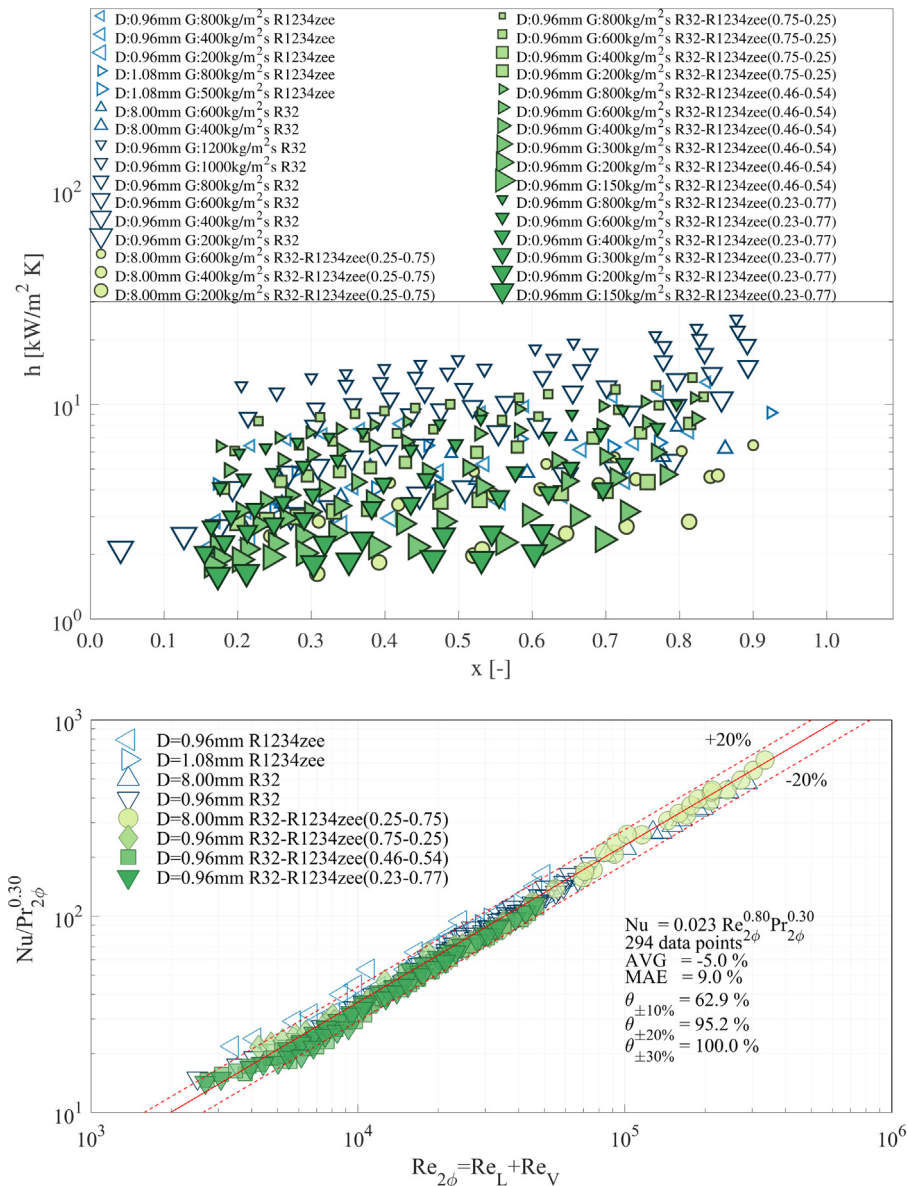 D:0.96mm G:800kg/m²s R1234zee
D:0.96mm G:400kg/m²s R1234zee
D:0.96mm G:200kg/m²s R1234zee
D:1.08mm G:800kg/m²s R1234zee
D:1.08mm G:500kg/m²s R1234zee
D:8.00mm G:600kg/m²s R32
D:8.00mm G:400kg/m²s R32
D:0.96mm G:1200kg/m²s R32
D:0.96mm G:1000kg/m²s R32
D:0.96mm G:800kg/m²s R32
D:0.96mm G:600kg/m²s R32
D:0.96mm G:400kg/m²s R32
D:0.96mm G:200kg/m²s R32
D:8.00mm G:600kg/m²s R32-R1234zee(0.25-0.75)
D:8.00mm G:400kg/m²s R32-R1234zee(0.25-0.75)
D:8.00mm G:200kg/m²s R32-R1234zee(0.25-0.75)
D:0.96mm G:800kg/m²s R32-R1234zee(0.75-0.25)
D:0.96mm G:600kg/m²s R32-R1234zee(0.75-0.25)
D:0.96mm G:400kg/m²s R32-R1234zee(0.75-0.25)
D:0.96mm G:200kg/m²s R32-R1234zee(0.75-0.25)
D:0.96mm G:800kg/m²s R32-R1234zee(0.46-0.54)
D:0.96mm G:600kg/m²s R32-R1234zee(0.46-0.54)
D:0.96mm G:400kg/m²s R32-R1234zee(0.46-0.54)
D:0.96mm G:300kg/m²s R32-R1234zee(0.46-0.54)
D:0.96mm G:200kg/m²s R32-R1234zee(0.46-0.54)
D:0.96mm G:150kg/m²s R32-R1234zee(0.46-0.54)
D:0.96mm G:800kg/m²s R32-R1234zee(0.23-0.77)
D:0.96mm G:600kg/m²s R32-R1234zee(0.23-0.77)
D:0.96mm G:400kg/m²s R32-R1234zee(0.23-0.77)
D:0.96mm G:300kg/m²s R32-R1234zee(0.23-0.77)
D:0.96mm G:200kg/m²s R32-R1234zee(0.23-0.77)
D:0.96mm G:150kg/m²s R32-R1234zee(0.23-0.77)
h [kW/m² K]
10²
10¹
10⁰
0.0 0.1 0.2 0.3 0.4 0.5 0.6 0.7 0.8 0.9 1.0
x [-]
Nu/Pr₂ϕ^0.30
10³
10²
10¹
D=0.96mm R1234zee
D=1.08mm R1234zee
D=8.00mm R32
D=0.96mm R32
D=8.00mm R32-R1234zee(0.25-0.75)
D=0.96mm R32-R1234zee(0.75-0.25)
D=0.96mm R32-R1234zee(0.46-0.54)
D=0.96mm R32-R1234zee(0.23-0.77)
+20%
-20%
Nu = 0.023 Re₂ϕ^0.80 Pr₂ϕ^0.30
294 data points
AVG = -5.0 %
MAE = 9.0 %
θ±10% = 62.9 %
θ±20% = 95.2 %
θ±30% = 100.0 %
10³ 10⁴ 10⁵ 10⁶
Re₂ϕ=Re_L+Re_V